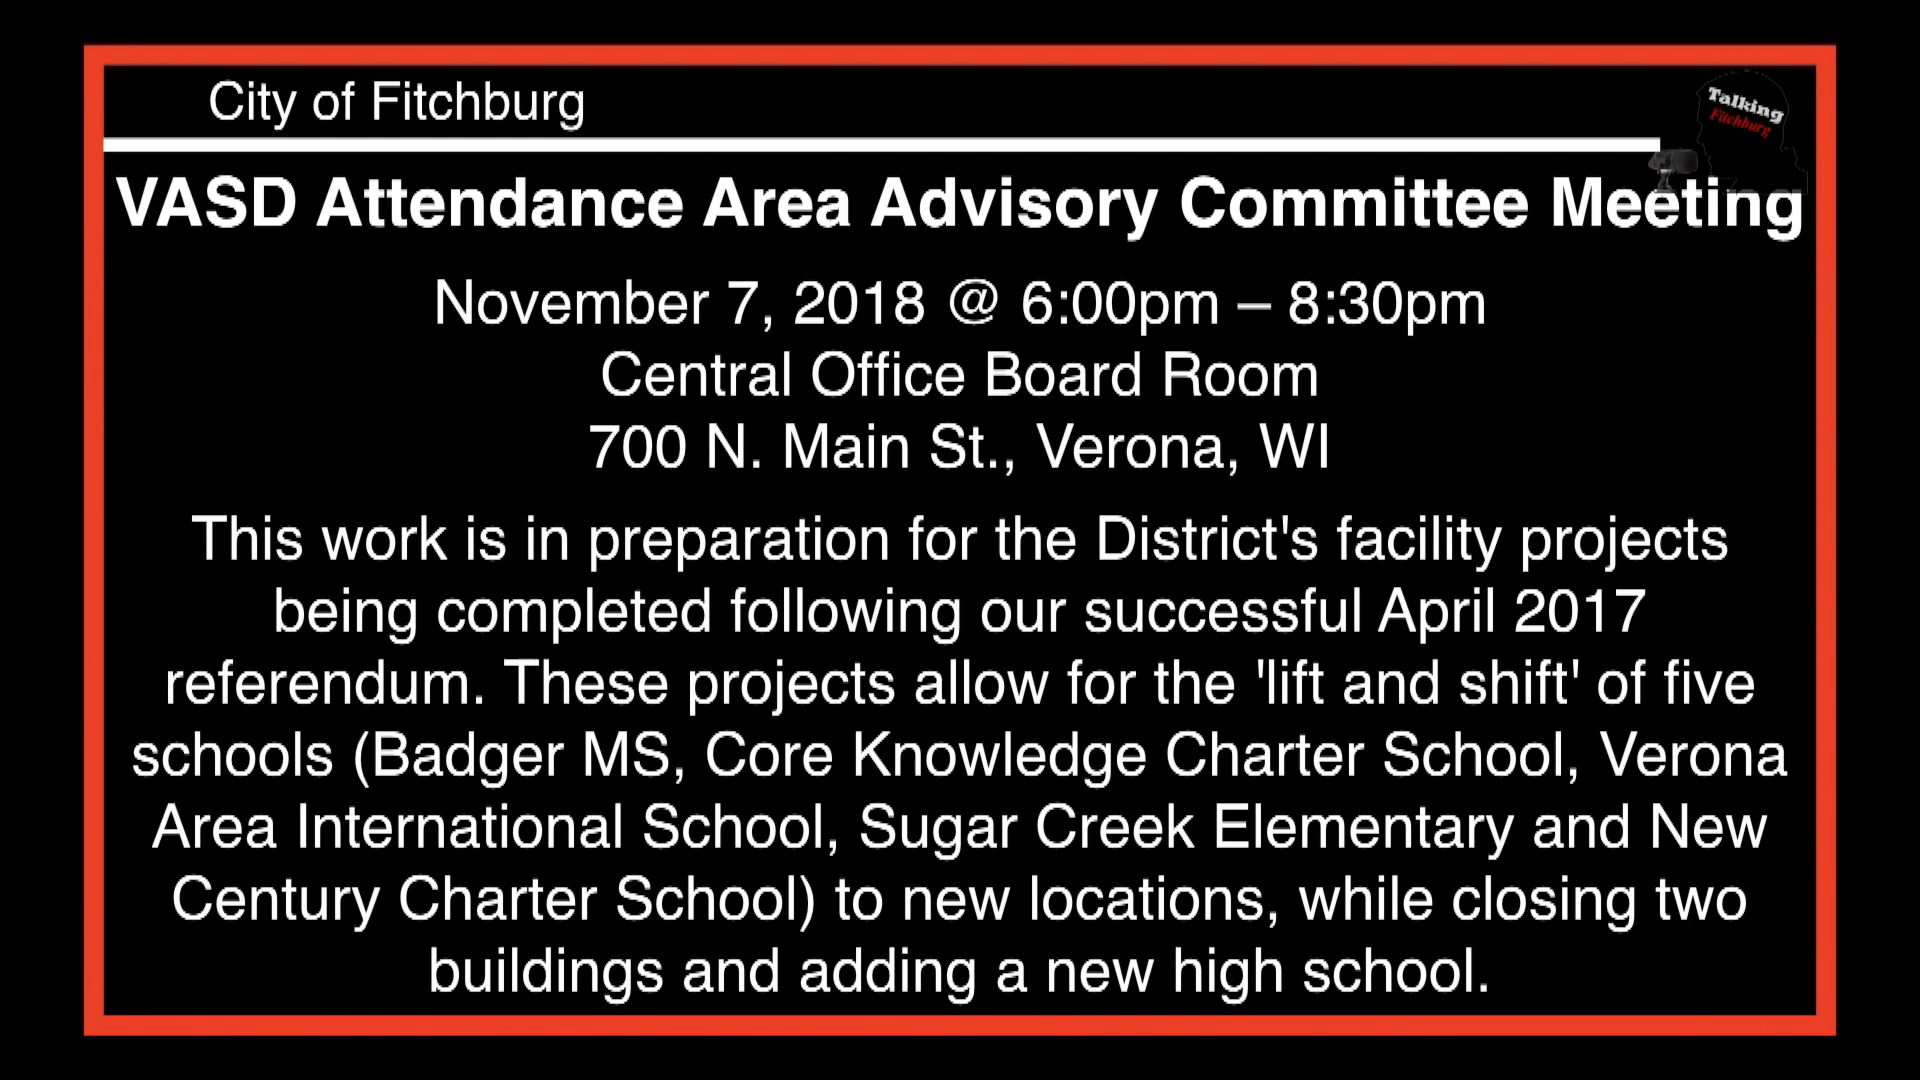 City of Fitchburg
Talking
Fitchburg
VASD Attendance Area Advisory Committee Meeting
November 7, 2018 @ 6:00pm – 8:30pm
Central Office Board Room
700 N. Main St., Verona, WI
This work is in preparation for the District's facility projects
being completed following our successful April 2017
referendum. These projects allow for the 'lift and shift' of five
schools (Badger MS, Core Knowledge Charter School, Verona
Area International School, Sugar Creek Elementary and New
Century Charter School) to new locations, while closing two
buildings and adding a new high school.